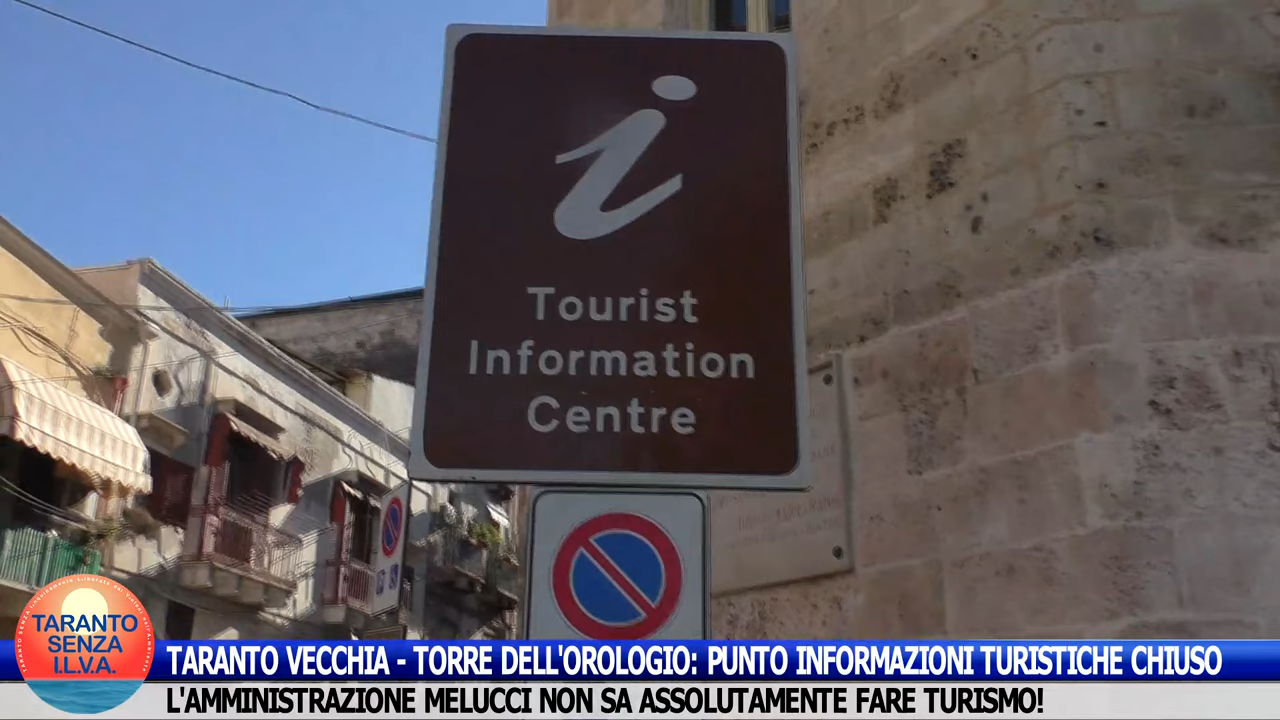 i
Tourist
Information
Centre
TARANTO
SENZA
I.L.V.A.
TARANTO VECCHIA - TORRE DELL'OROLOGIO: PUNTO INFORMAZIONI TURISTICHE CHIUSO
L'AMMINISTRAZIONE MELUCCI NON SA ASSOLUTAMENTE FARE TURISMO!